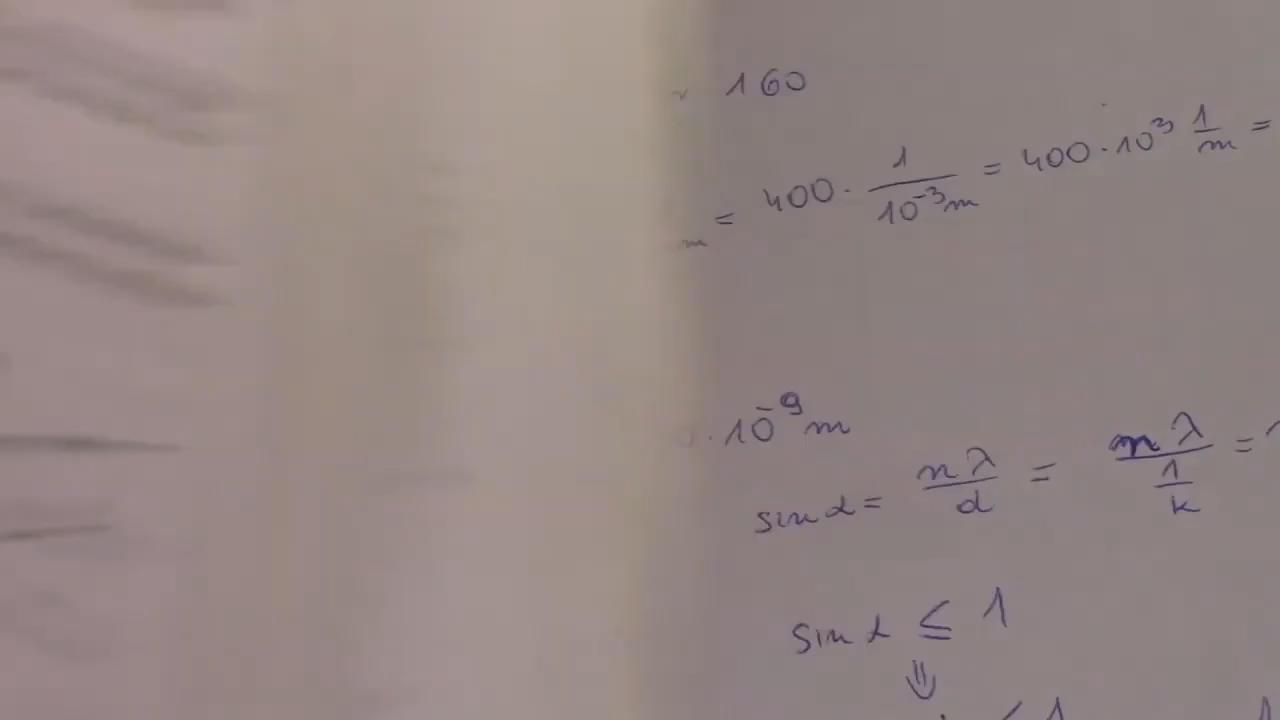 160
m = 400 · 1/10⁻³m = 400 · 10³ 1/m =
· 10⁻⁹ m
sin α = nλ/d = nλ/(1/k) =
sin α ≤ 1
⇓